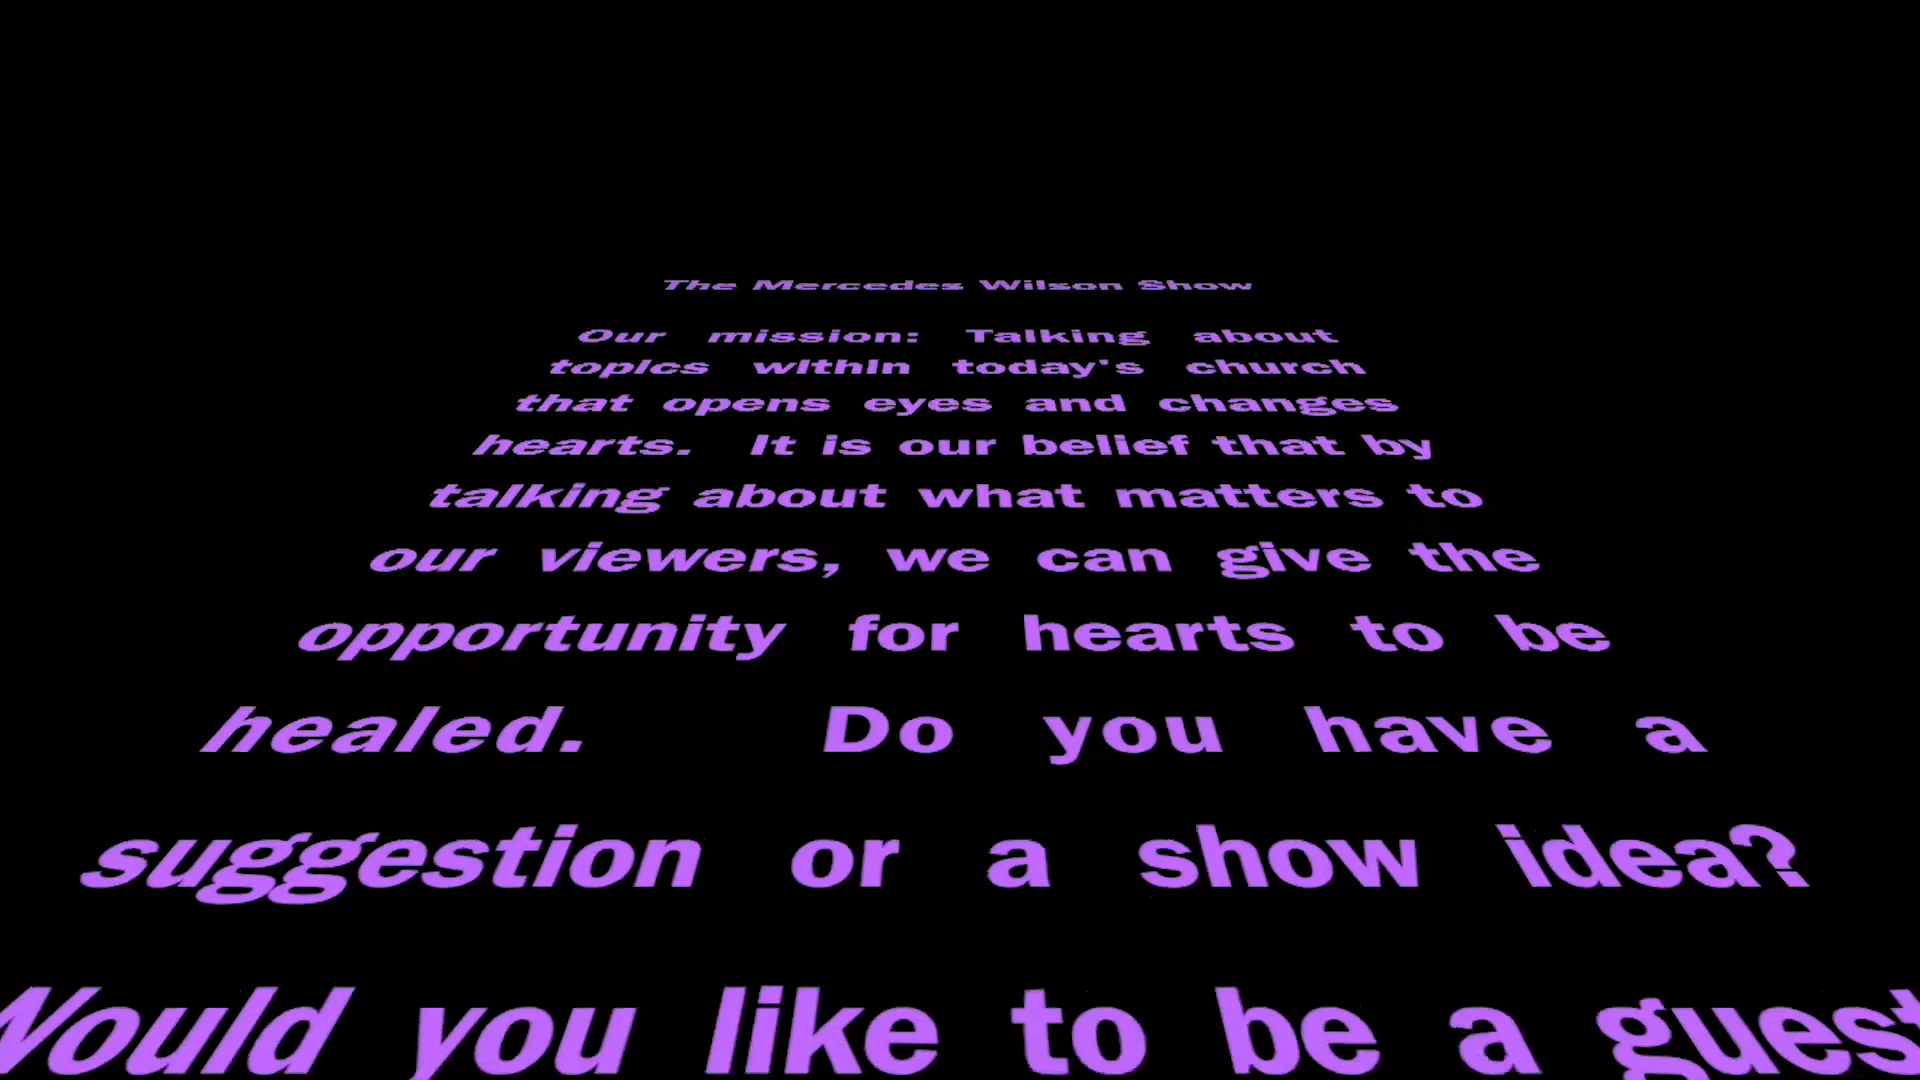 The Mercedes Wilson Show
Our mission: Talking about
topics within today's church
that opens eyes and changes
hearts. It is our belief that by
talking about what matters to
our viewers, we can give the
opportunity for hearts to be
healed. Do you have a
suggestion or a show idea?
Would you like to be a guest